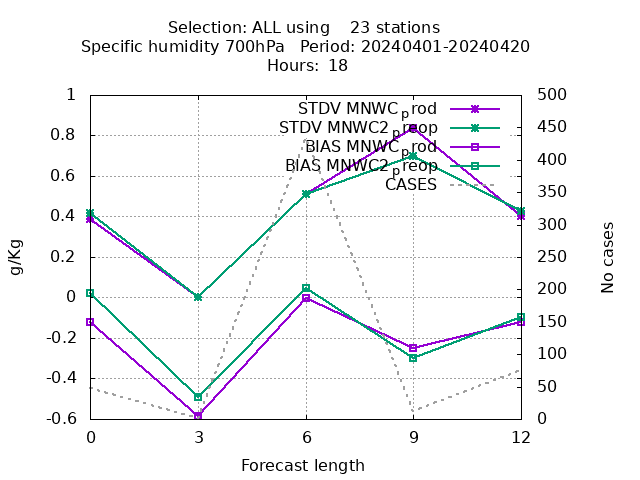 Selection: ALL using    23 stations
Specific humidity 700hPa   Period: 20240401-20240420
Hours:  18
STDV MNWC_prod
STDV MNWC2_preop
BIAS MNWC_prod
BIAS MNWC2_preop
CASES
1
0.8
0.6
0.4
0.2
0
-0.2
-0.4
-0.6
g/Kg
500
450
400
350
300
250
200
150
100
50
0
No cases
0 3 6 9 12
Forecast length